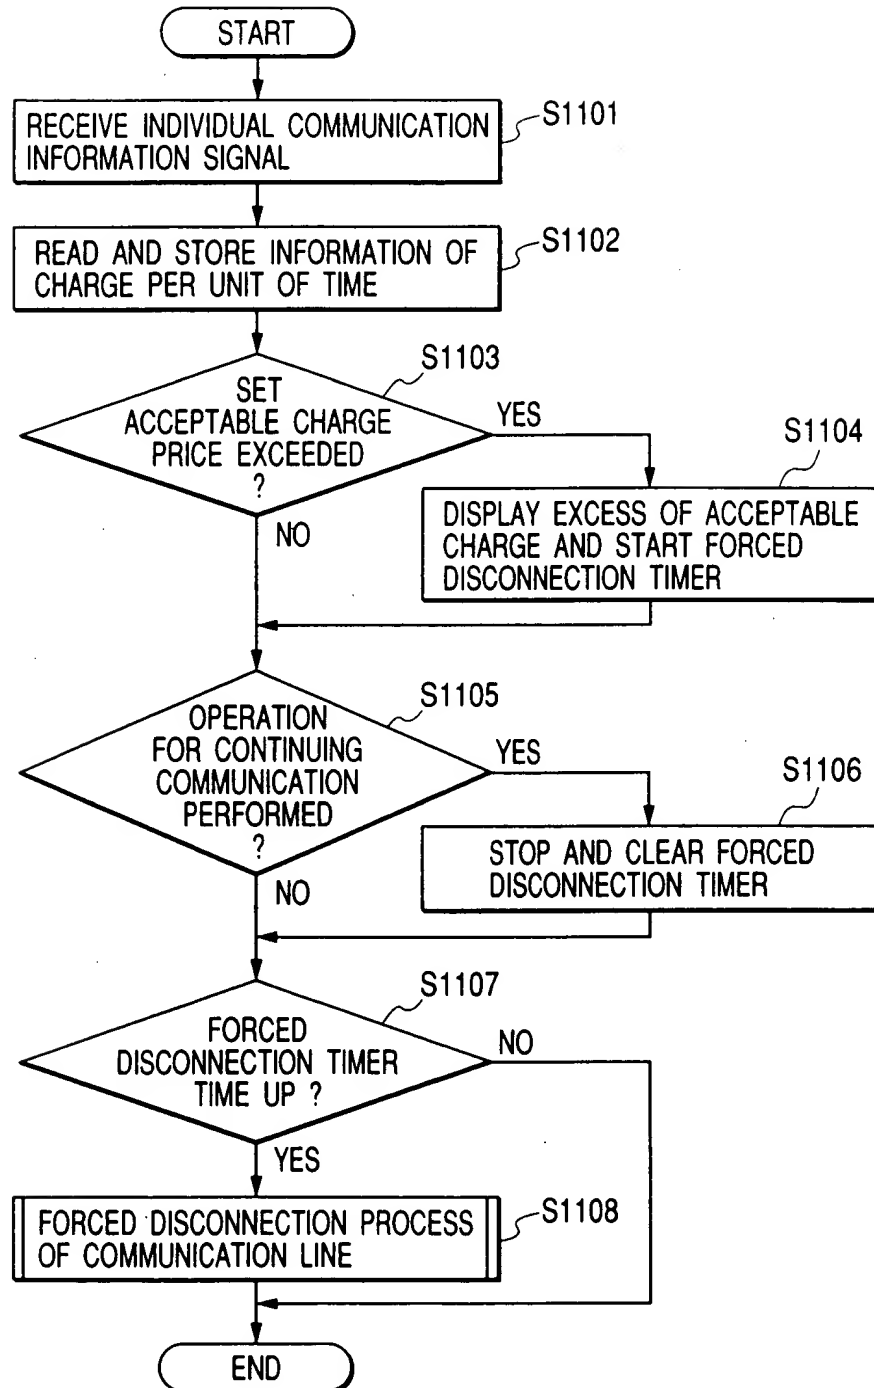 START
S1101
RECEIVE INDIVIDUAL COMMUNICATION
INFORMATION SIGNAL
S1102
READ AND STORE INFORMATION OF
CHARGE PER UNIT OF TIME
S1103
SET
ACCEPTABLE CHARGE
PRICE EXCEEDED
?
YES
NO
S1104
DISPLAY EXCESS OF ACCEPTABLE
CHARGE AND START FORCED
DISCONNECTION TIMER
S1105
OPERATION
FOR CONTINUING
COMMUNICATION
PERFORMED
?
YES
NO
S1106
STOP AND CLEAR FORCED
DISCONNECTION TIMER
S1107
FORCED
DISCONNECTION TIMER
TIME UP ?
NO
YES
S1108
FORCED DISCONNECTION PROCESS
OF COMMUNICATION LINE
END